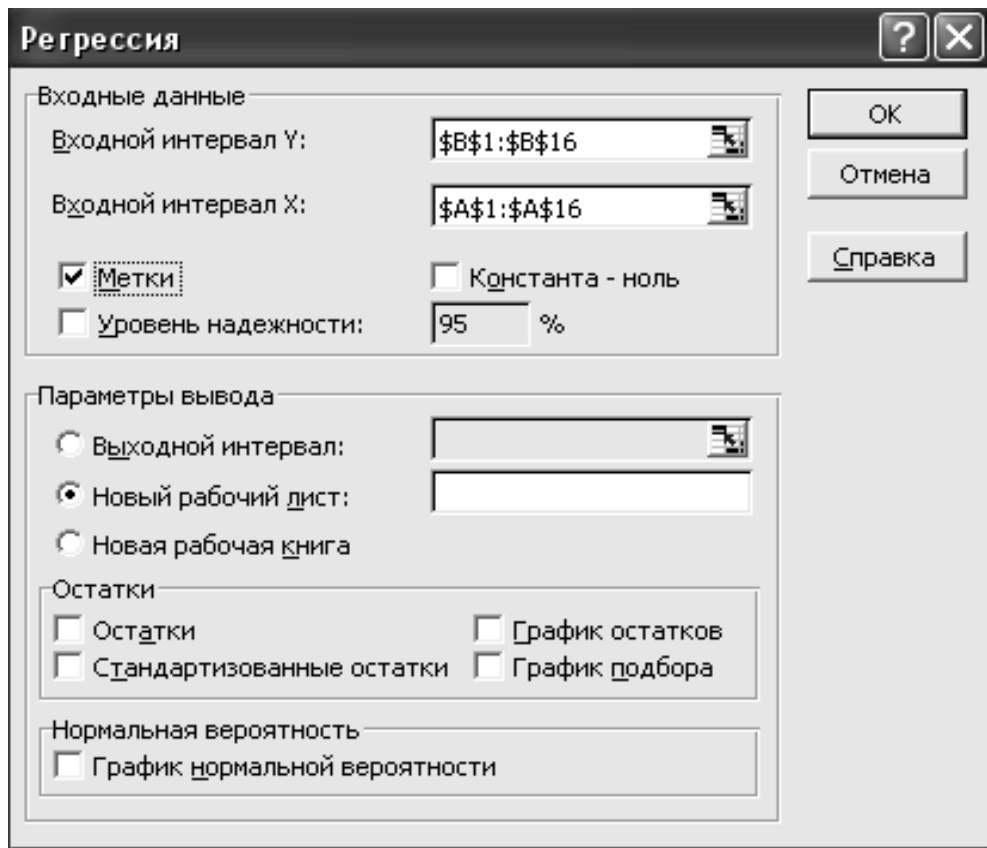 Регрессия
Входные данные
Входной интервал Y: $B$1:$B$16
Входной интервал X: $A$1:$A$16
Метки
Константа - ноль
Уровень надежности: 95 %
OK
Отмена
Справка
Параметры вывода
Выходной интервал:
Новый рабочий лист:
Новая рабочая книга
Остатки
Остатки
График остатков
Стандартизованные остатки
График подбора
Нормальная вероятность
График нормальной вероятности